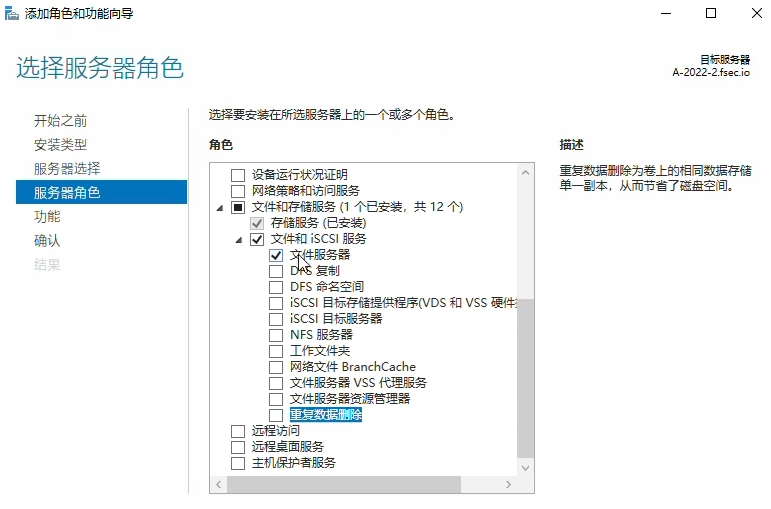 添加角色和功能向导
选择服务器角色
目标服务器
A-2022-2.fsec.io
开始之前
安装类型
服务器选择
服务器角色
功能
确认
结果
选择要安装在所选服务器上的一个或多个角色。
角色
设备运行状况证明
网络策略和访问服务
文件和存储服务 (1 个已安装，共 12 个)
存储服务 (已安装)
文件和 iSCSI 服务
文件服务器
DFS 复制
DFS 命名空间
iSCSI 目标存储提供程序(VDS 和 VSS 硬件
iSCSI 目标服务器
NFS 服务器
工作文件夹
网络文件 BranchCache
文件服务器 VSS 代理服务
文件服务器资源管理器
重复数据删除
远程访问
远程桌面服务
主机保护者服务
描述
重复数据删除为卷上的相同数据存储
单一副本，从而节省了磁盘空间。